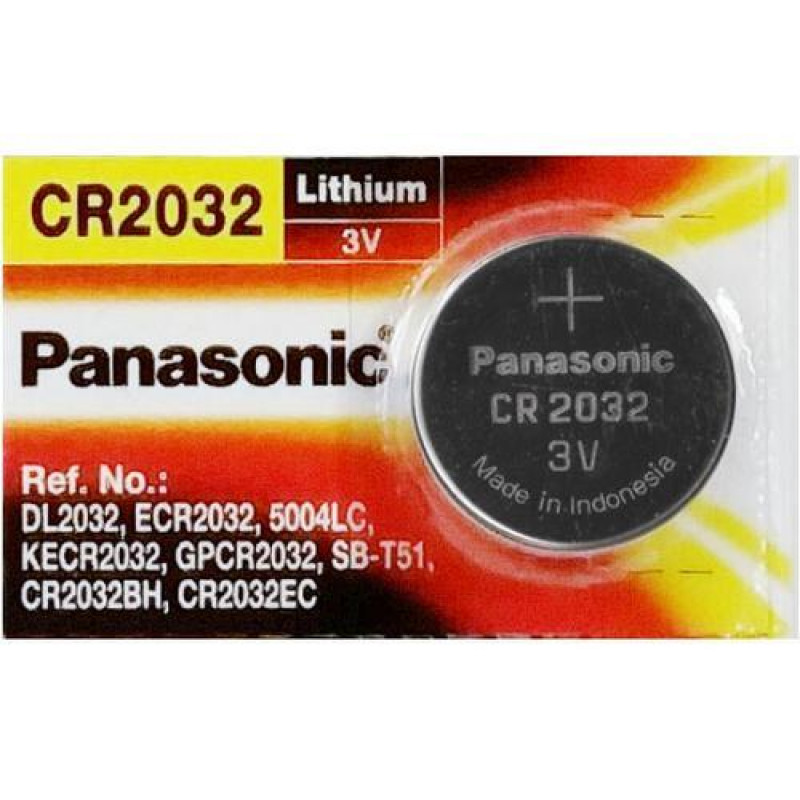 CR2032
Lithium
3V
Panasonic®
Ref. No.:
DL2032, ECR2032, 5004LC,
KECR2032, GPCR2032, SB-T51,
CR2032BH, CR2032EC
+
Panasonic
CR 2032
3V
Made in Indonesia